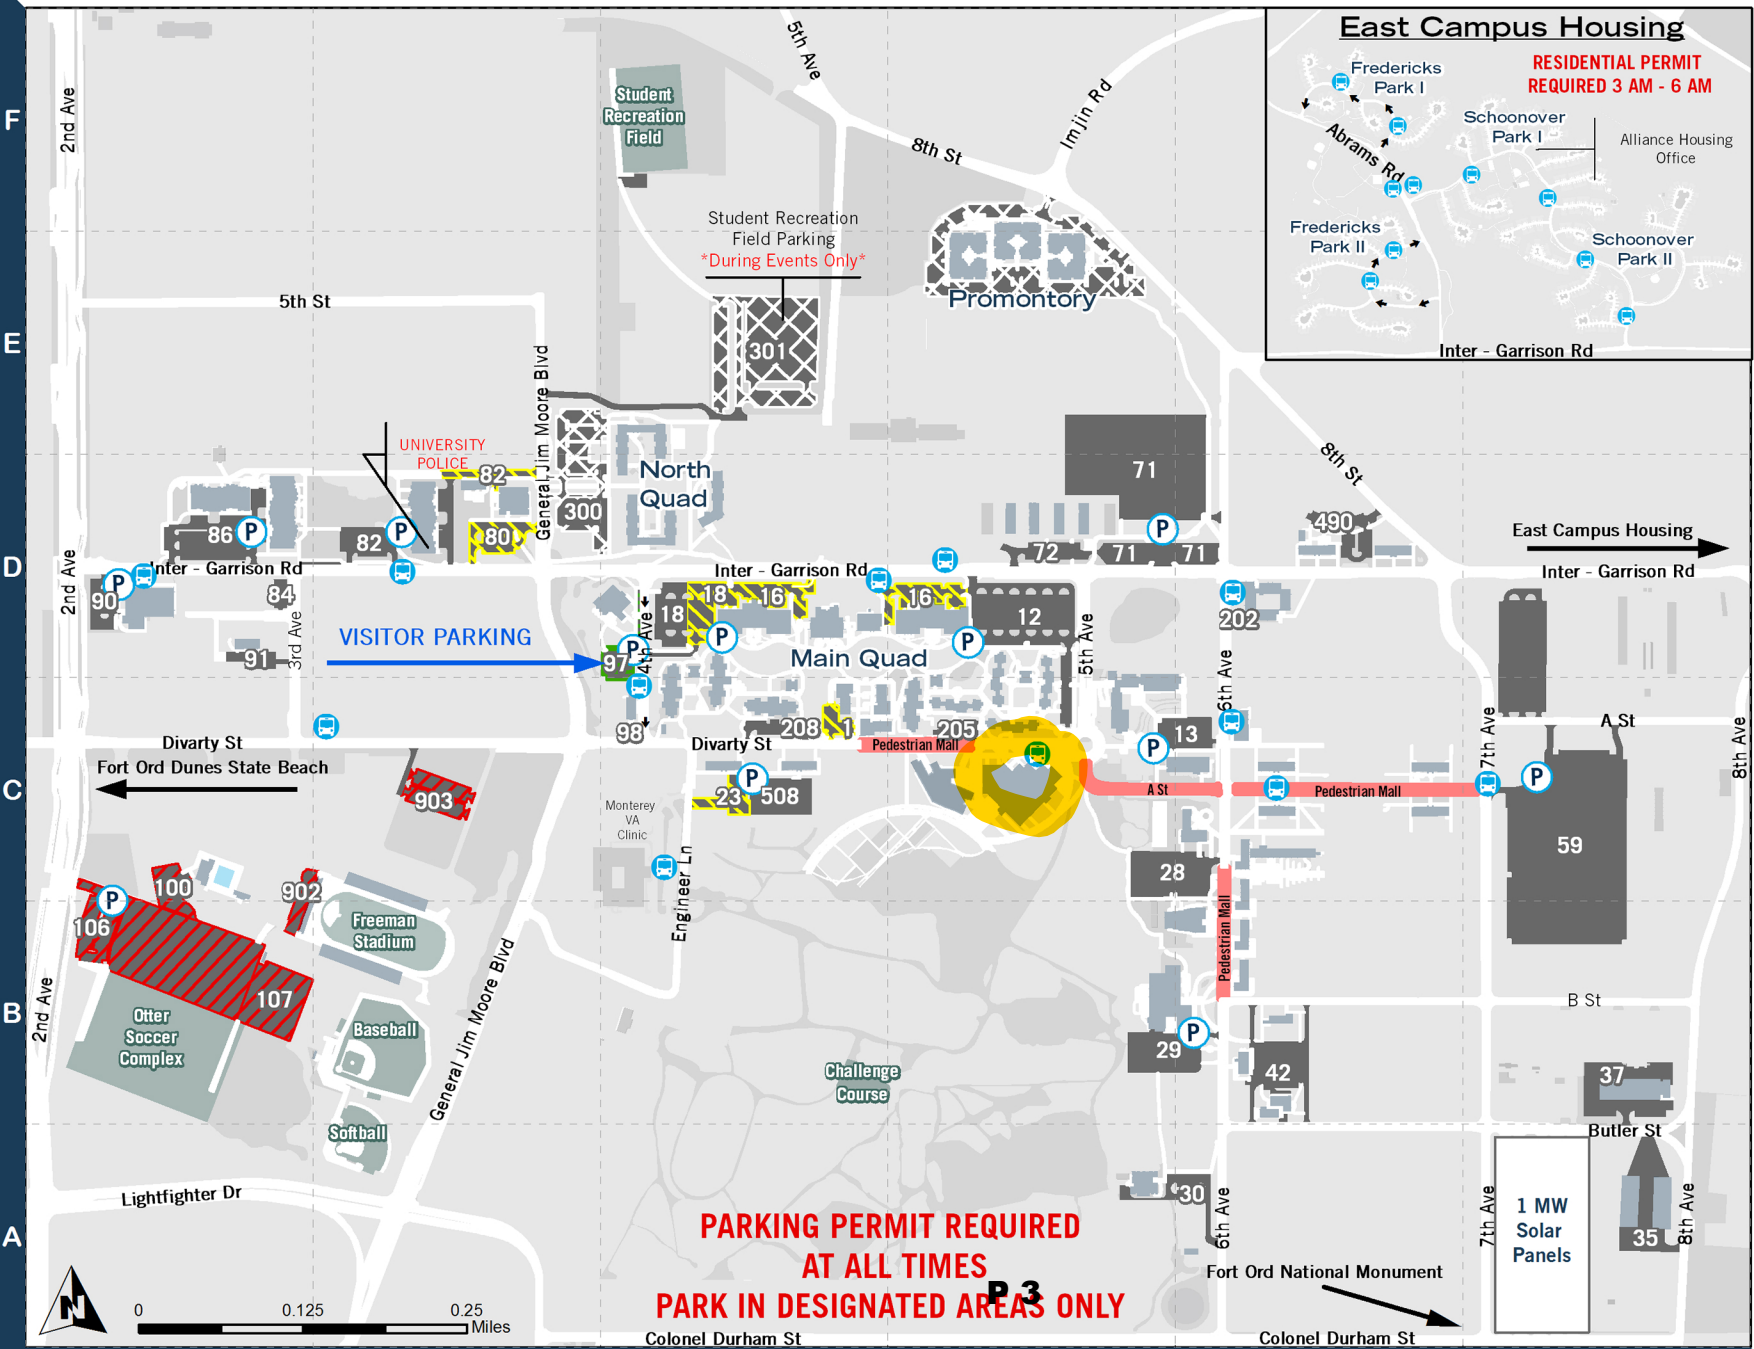 East Campus Housing
RESIDENTIAL PERMIT
REQUIRED 3 AM - 6 AM
Fredericks
Park I
Schoonover
Park I
Alliance Housing
Office
Abrams Rd
Fredericks
Park II
Schoonover
Park II
Inter - Garrison Rd
F
E
D
C
B
A
2nd Ave
5th Ave
Imjin Rd
8th St
Student
Recreation
Field
Student Recreation
Field Parking
*During Events Only*
Promontory
5th St
301
General Jim Moore Blvd
UNIVERSITY
POLICE
82
North
Quad
300
80
71
8th St
86
P
82
P
P
490
East Campus Housing
72
71
71
2nd Ave
Inter - Garrison Rd
Inter - Garrison Rd
Inter - Garrison Rd
P
90
84
18
18
16
16
12
202
3rd Ave
4th Ave
5th Ave
6th Ave
VISITOR PARKING
P
P
P
97
91
Main Quad
98
208
1
205
13
P
A St
7th Ave
8th Ave
Divarty St
Divarty St
Pedestrian Mall
Fort Ord Dunes State Beach
903
P
23
508
A St
Pedestrian Mall
P
Monterey
VA
Clinic
59
Engineer Ln
28
100
902
P
106
Freeman
Stadium
Pedestrian Mall
General Jim Moore Blvd
2nd Ave
107
B St
Otter
Soccer
Complex
Baseball
P
29
42
37
Challenge
Course
Softball
Butler St
Lightfighter Dr
30
6th Ave
7th Ave
8th Ave
1 MW
Solar
Panels
35
PARKING PERMIT REQUIRED
AT ALL TIMES
PARK IN DESIGNATED AREAS ONLY
P 3
Fort Ord National Monument
N
0 0.125 0.25
Miles
Colonel Durham St
Colonel Durham St